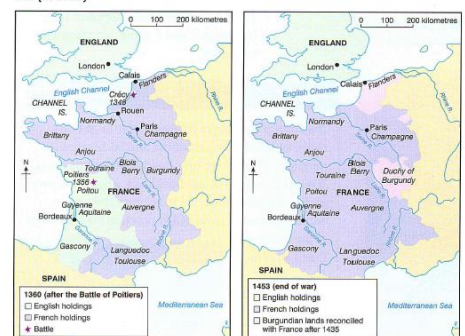 0 100 200 kilometres
ENGLAND
London
Calais
Flanders
English Channel
Crécy
1346
CHANNEL
IS.
Rouen
Normandy
Paris
Champagne
Rhine R.
Brittany
Anjou
Blois
Touraine
Berry
Burgundy
Poitiers
1356
Poitou
FRANCE
Guyenne
Aquitaine
Bordeaux
Auvergne
Garonne R.
Gascony
Languedoc
Toulouse
SPAIN
N
Mediterranean Sea
1360 (after the Battle of Poitiers)
English holdings
French holdings
Battle
0 100 200 kilometres
ENGLAND
London
Calais
Flanders
English Channel
CHANNEL
IS.
Normandy
Paris
Champagne
Rhine R.
Brittany
Anjou
Blois
Touraine
Berry
Duchy of
Burgundy
Poitou
FRANCE
Guyenne
Aquitaine
Bordeaux
Auvergne
Garonne R.
Gascony
Languedoc
Toulouse
SPAIN
N
Mediterranean Sea
1453 (end of war)
English holdings
French holdings
Burgundian lands reconciled
with France after 1435